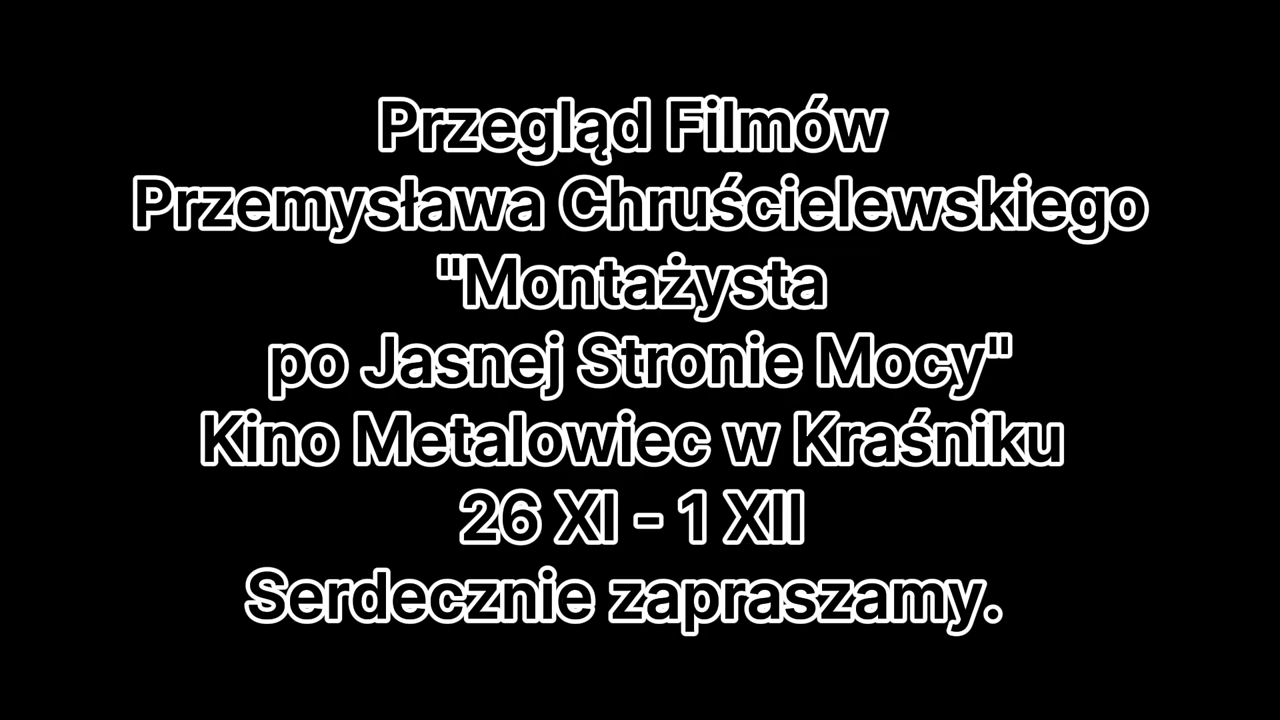 Przegląd Filmów
Przemysława Chruścielewskiego
"Montażysta
po Jasnej Stronie Mocy"
Kino Metalowiec w Kraśniku
26 XI - 1 XII
Serdecznie zapraszamy.